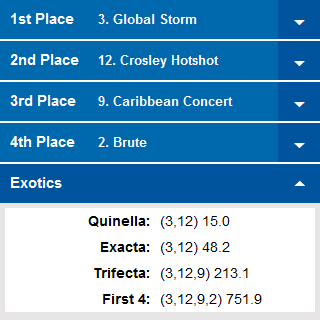 1st Place 3. Global Storm
2nd Place 12. Crosley Hotshot
3rd Place 9. Caribbean Concert
4th Place 2. Brute
Exotics
Quinella: (3,12) 15.0
Exacta: (3,12) 48.2
Trifecta: (3,12,9) 213.1
First 4: (3,12,9,2) 751.9